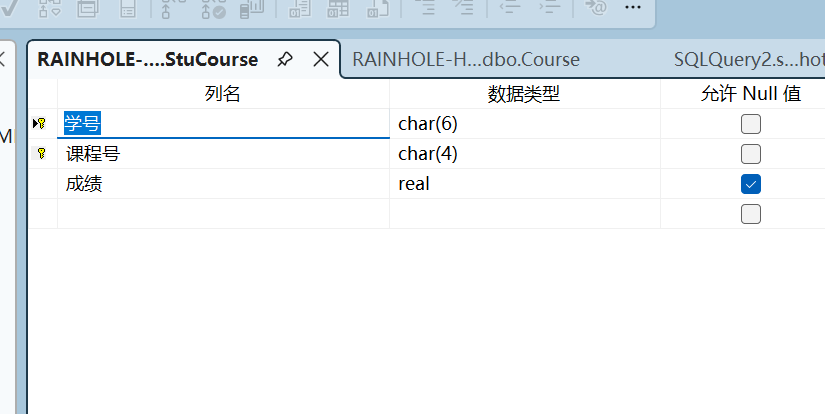 RAINHOLE-....StuCourse
RAINHOLE-H...dbo.Course
SQLQuery2.s...hot
列名 数据类型 允许 Null 值
学号 char(6)
课程号 char(4)
成绩 real